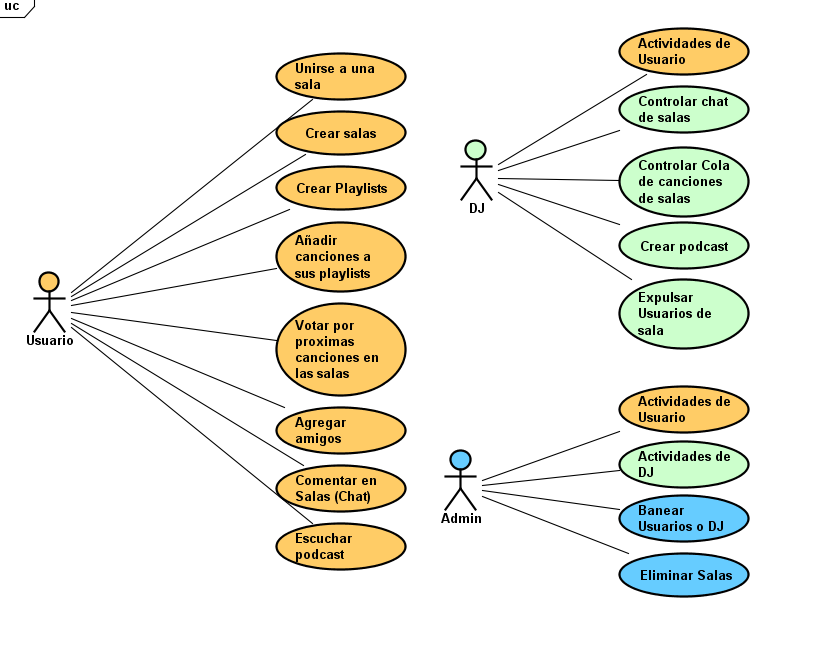 uc
Unirse a una
sala
Crear salas
Crear Playlists
Añadir
canciones a
sus playlists
Votar por
proximas
canciones en
las salas
Agregar
amigos
Comentar en
Salas (Chat)
Escuchar
podcast
Usuario
Actividades de
Usuario
Controlar chat
de salas
Controlar Cola
de canciones
de salas
Crear podcast
Expulsar
Usuarios de
sala
DJ
Actividades de
Usuario
Actividades de
DJ
Banear
Usuarios o DJ
Eliminar Salas
Admin